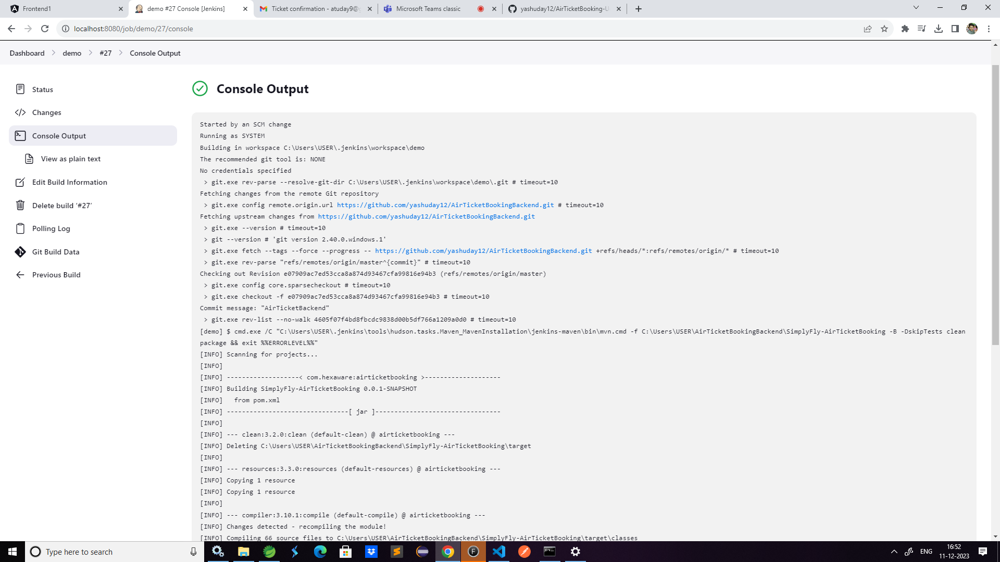 Frontend1
demo #27 Console [Jenkins]
Ticket confirmation - atuday9@
Microsoft Teams classic
yashuday12/AirTicketBooking-U
localhost:8080/job/demo/27/console
Dashboard
demo
#27
Console Output
Status
Changes
Console Output
View as plain text
Edit Build Information
Delete build ‘#27’
Polling Log
Git Build Data
Previous Build
Console Output
Started by an SCM change
Running as SYSTEM
Building in workspace C:\Users\USER\.jenkins\workspace\demo
The recommended git tool is: NONE
No credentials specified
> git.exe rev-parse --resolve-git-dir C:\Users\USER\.jenkins\workspace\demo\.git # timeout=10
Fetching changes from the remote Git repository
> git.exe config remote.origin.url https://github.com/yashuday12/AirTicketBookingBackend.git # timeout=10
Fetching upstream changes from https://github.com/yashuday12/AirTicketBookingBackend.git
> git.exe --version # timeout=10
> git --version # 'git version 2.40.0.windows.1'
> git.exe fetch --tags --force --progress -- https://github.com/yashuday12/AirTicketBookingBackend.git +refs/heads/*:refs/remotes/origin/* # timeout=10
> git.exe rev-parse "refs/remotes/origin/master^{commit}" # timeout=10
Checking out Revision e07909ac7ed53cca8a874d93467cfa99816e94b3 (refs/remotes/origin/master)
> git.exe config core.sparsecheckout # timeout=10
> git.exe checkout -f e07909ac7ed53cca8a874d93467cfa99816e94b3 # timeout=10
Commit message: "AirTicketBackend"
> git.exe rev-list --no-walk 4605f07f4bd8fbcdc9838d00b5df766a1209a0d0 # timeout=10
[demo] $ cmd.exe /C "C:\Users\USER\.jenkins\tools\hudson.tasks.Maven_MavenInstallation\jenkins-maven\bin\mvn.cmd -f C:\Users\USER\AirTicketBookingBackend\SimplyFly-AirTicketBooking -B -DskipTests clean
package && exit %%ERRORLEVEL%%"
[INFO] Scanning for projects...
[INFO]
[INFO] -------------------< com.hexaware:airticketbooking >--------------------
[INFO] Building SimplyFly-AirTicketBooking 0.0.1-SNAPSHOT
[INFO]   from pom.xml
[INFO] --------------------------------[ jar ]---------------------------------
[INFO]
[INFO] --- clean:3.2.0:clean (default-clean) @ airticketbooking ---
[INFO] Deleting C:\Users\USER\AirTicketBookingBackend\SimplyFly-AirTicketBooking\target
[INFO]
[INFO] --- resources:3.3.0:resources (default-resources) @ airticketbooking ---
[INFO] Copying 1 resource
[INFO] Copying 1 resource
[INFO]
[INFO] --- compiler:3.10.1:compile (default-compile) @ airticketbooking ---
[INFO] Changes detected - recompiling the module!
[INFO] Compiling 66 source files to C:\Users\USER\AirTicketBookingBackend\SimplyFly-AirTicketBooking\target\classes
Type here to search
ENG
16:52
11-12-2023